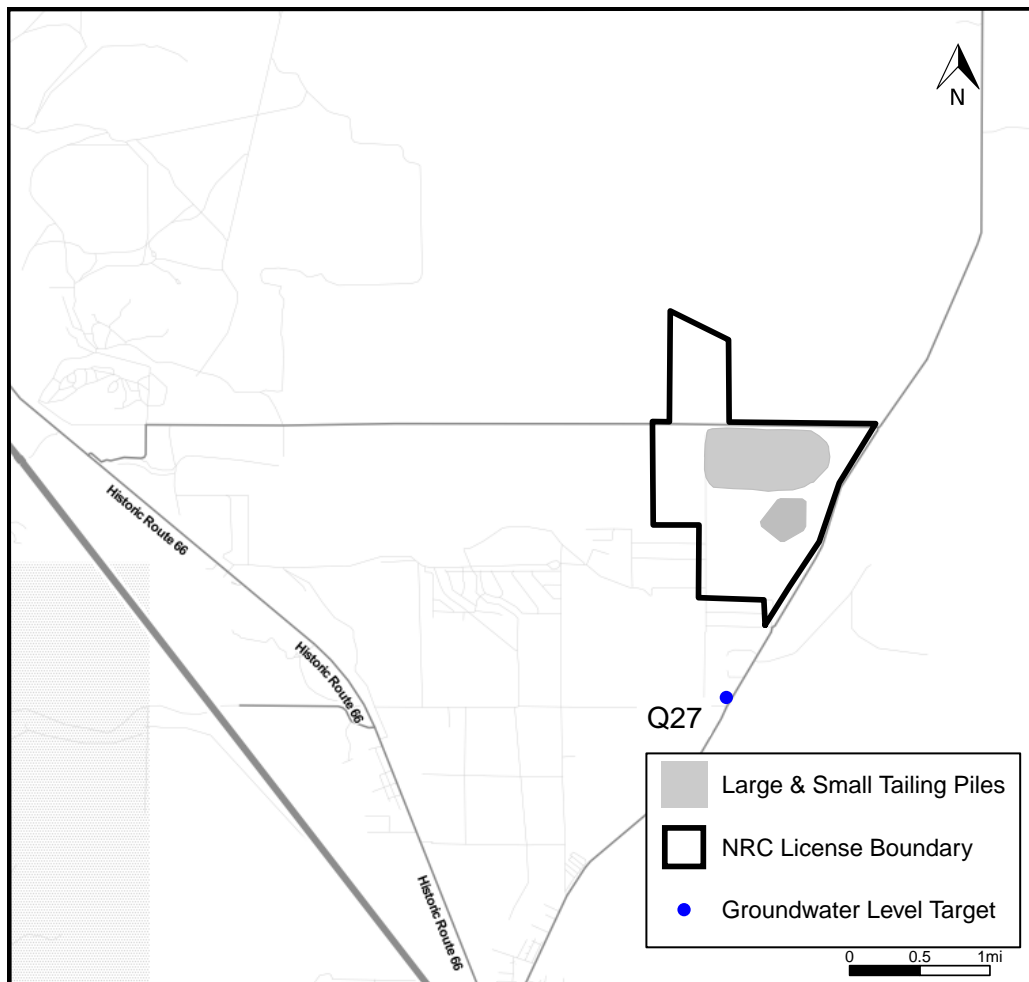 N
Historic Route 66
Historic Route 66
Q27
Large & Small Tailing Piles
NRC License Boundary
Historic Route 66
Groundwater Level Target
0 0.5 1mi